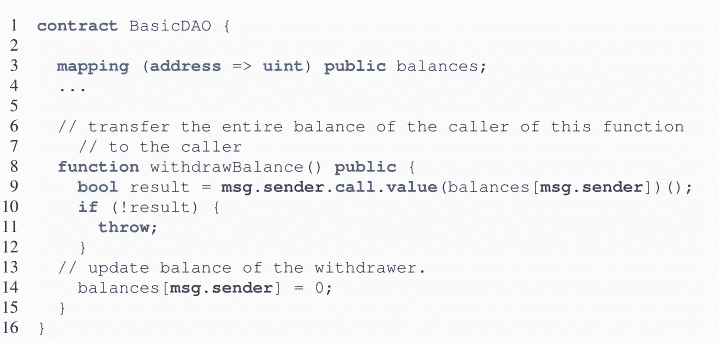 1 contract BasicDAO {
2
3 mapping (address => uint) public balances;
4 ...
5
6 // transfer the entire balance of the caller of this function
7 // to the caller
8 function withdrawBalance() public {
9 bool result = msg.sender.call.value(balances[msg.sender])();
10 if (!result) {
11 throw;
12 }
13 // update balance of the withdrawer.
14 balances[msg.sender] = 0;
15 }
16 }